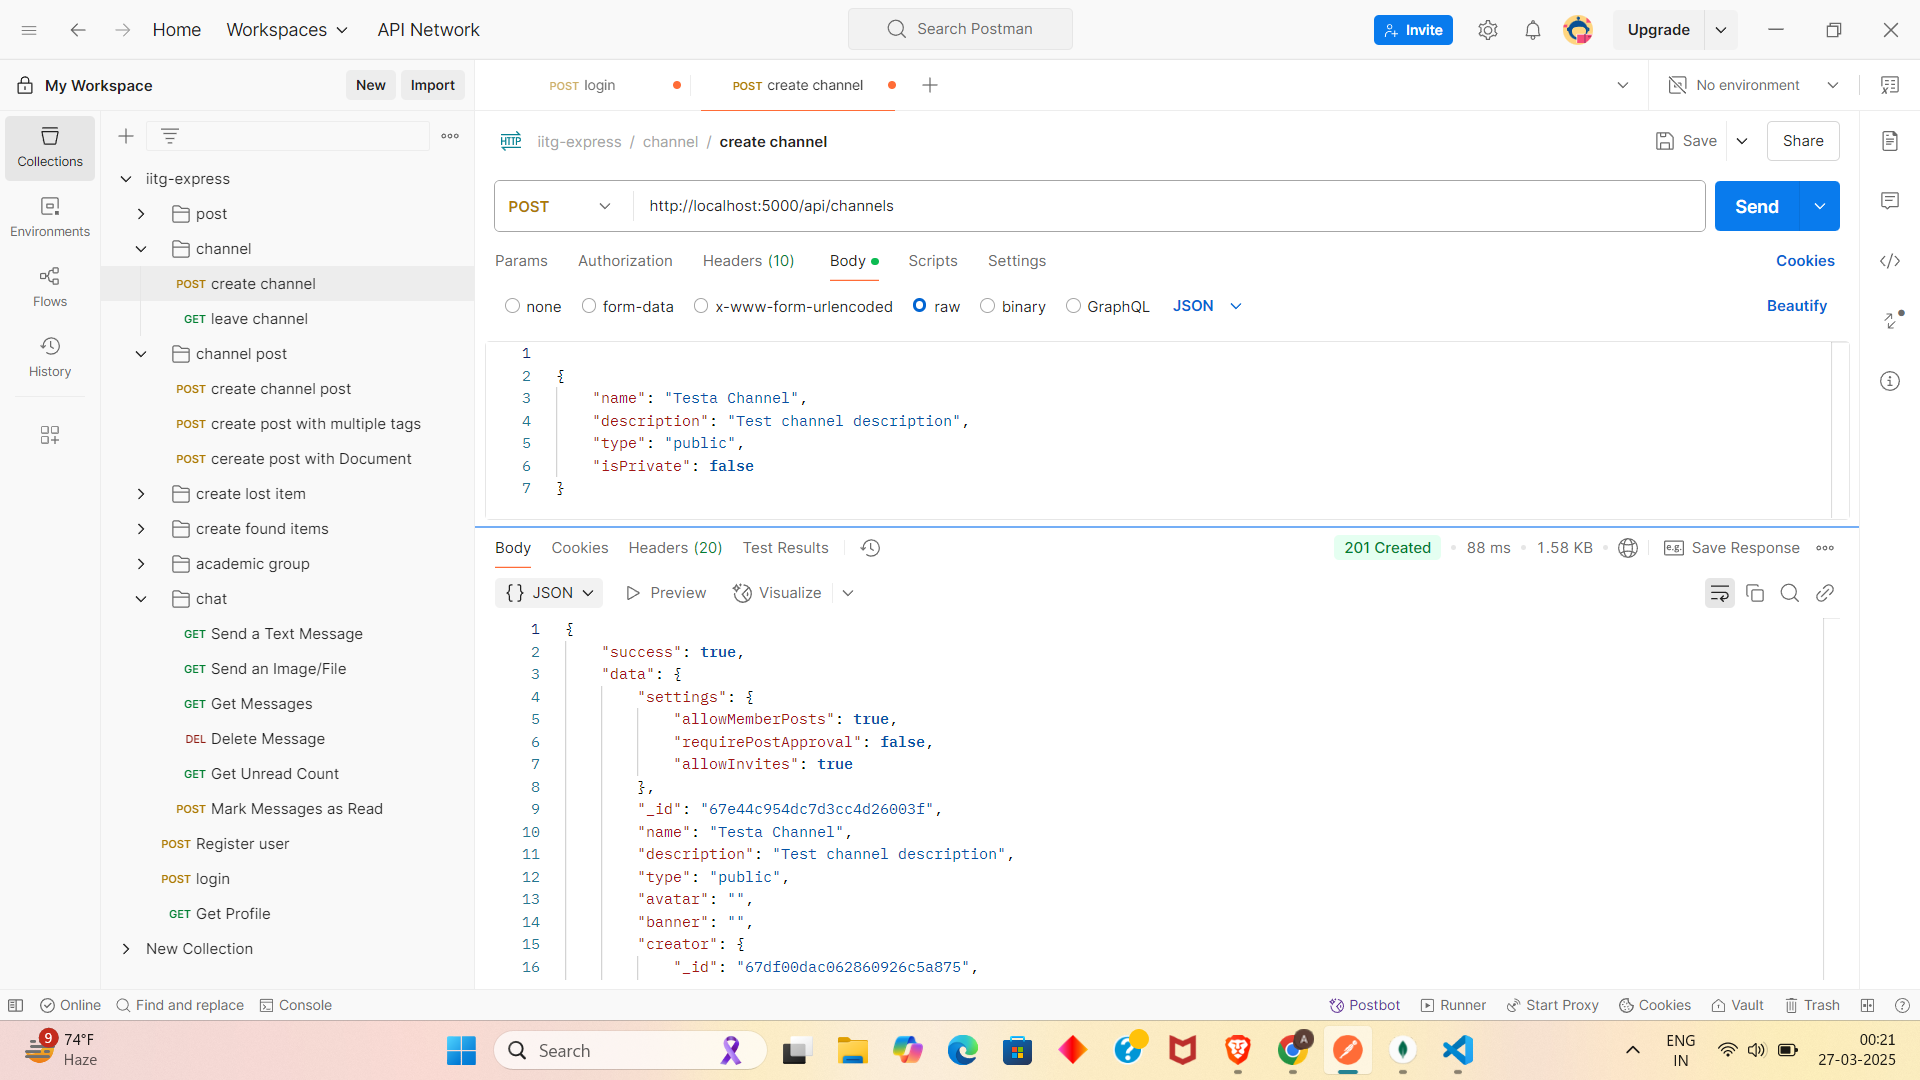 Home Workspaces API Network Search Postman Invite Upgrade
My Workspace New Import POST login POST create channel No environment
Collections
Environments
Flows
History
iitg-express
post
channel
POST create channel
GET leave channel
channel post
POST create channel post
POST create post with multiple tags
POST cereate post with Document
create lost item
create found items
academic group
chat
GET Send a Text Message
GET Send an Image/File
GET Get Messages
DEL Delete Message
GET Get Unread Count
POST Mark Messages as Read
POST Register user
POST login
GET Get Profile
New Collection
HTTP iitg-express / channel / create channel Save Share
POST http://localhost:5000/api/channels Send
Params Authorization Headers (10) Body Scripts Settings Cookies
none form-data x-www-form-urlencoded raw binary GraphQL JSON Beautify
1
2 {
3 "name": "Testa Channel",
4 "description": "Test channel description",
5 "type": "public",
6 "isPrivate": false
7 }
Body Cookies Headers (20) Test Results 201 Created 88 ms 1.58 KB e.g. Save Response
{} JSON Preview Visualize
1 {
2 "success": true,
3 "data": {
4 "settings": {
5 "allowMemberPosts": true,
6 "requirePostApproval": false,
7 "allowInvites": true
8 },
9 "_id": "67e44c954dc7d3cc4d26003f",
10 "name": "Testa Channel",
11 "description": "Test channel description",
12 "type": "public",
13 "avatar": "",
14 "banner": "",
15 "creator": {
16 "_id": "67df00dac062860926c5a875",
Online Find and replace Console Postbot Runner Start Proxy Cookies Vault Trash
9 74°F
Haze
Search
A
ENG
IN
00:21
27-03-2025